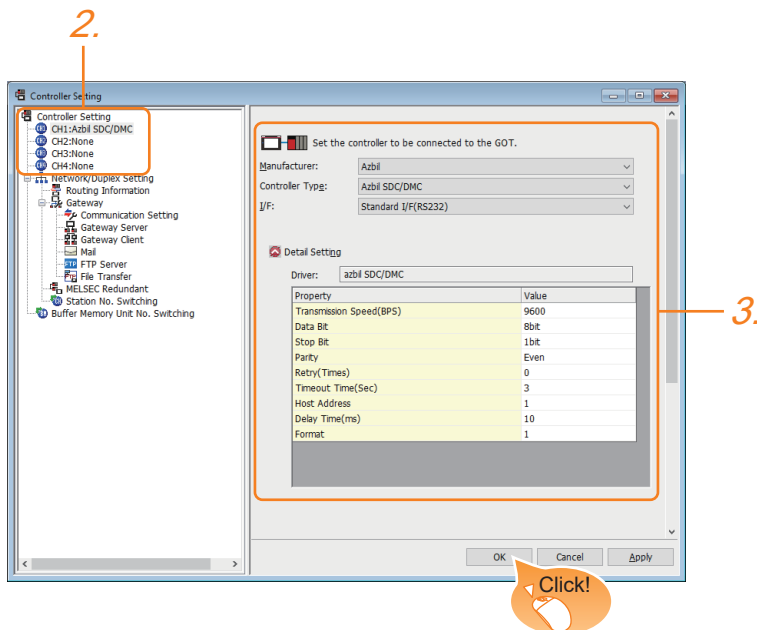 2.
Controller Setting
Controller Setting
CH1:Azbil SDC/DMC
CH2:None
CH3:None
CH4:None
Network/Duplex Setting
Routing Information
Gateway
Communication Setting
Gateway Server
Gateway Client
Mail
FTP FTP Server
File Transfer
MELSEC Redundant
Station No. Switching
Buffer Memory Unit No. Switching
Set the controller to be connected to the GOT.
Manufacturer: Azbil
Controller Type: Azbil SDC/DMC
I/F: Standard I/F(RS232)
Detail Setting
Driver: azbil SDC/DMC
Property Value
Transmission Speed(BPS) 9600
Data Bit 8bit
Stop Bit 1bit
Parity Even
Retry(Times) 0
Timeout Time(Sec) 3
Host Address 1
Delay Time(ms) 10
Format 1
3.
OK Cancel Apply
Click!